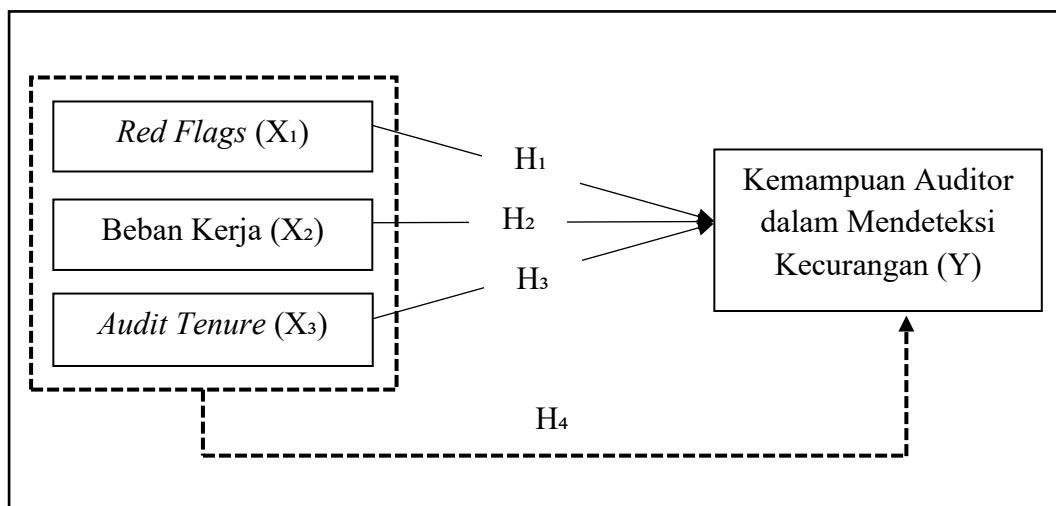 Red Flags (X₁)
H₁
Beban Kerja (X₂)
H₂
Audit Tenure (X₃)
H₃
Kemampuan Auditor
dalam Mendeteksi
Kecurangan (Y)
H₄